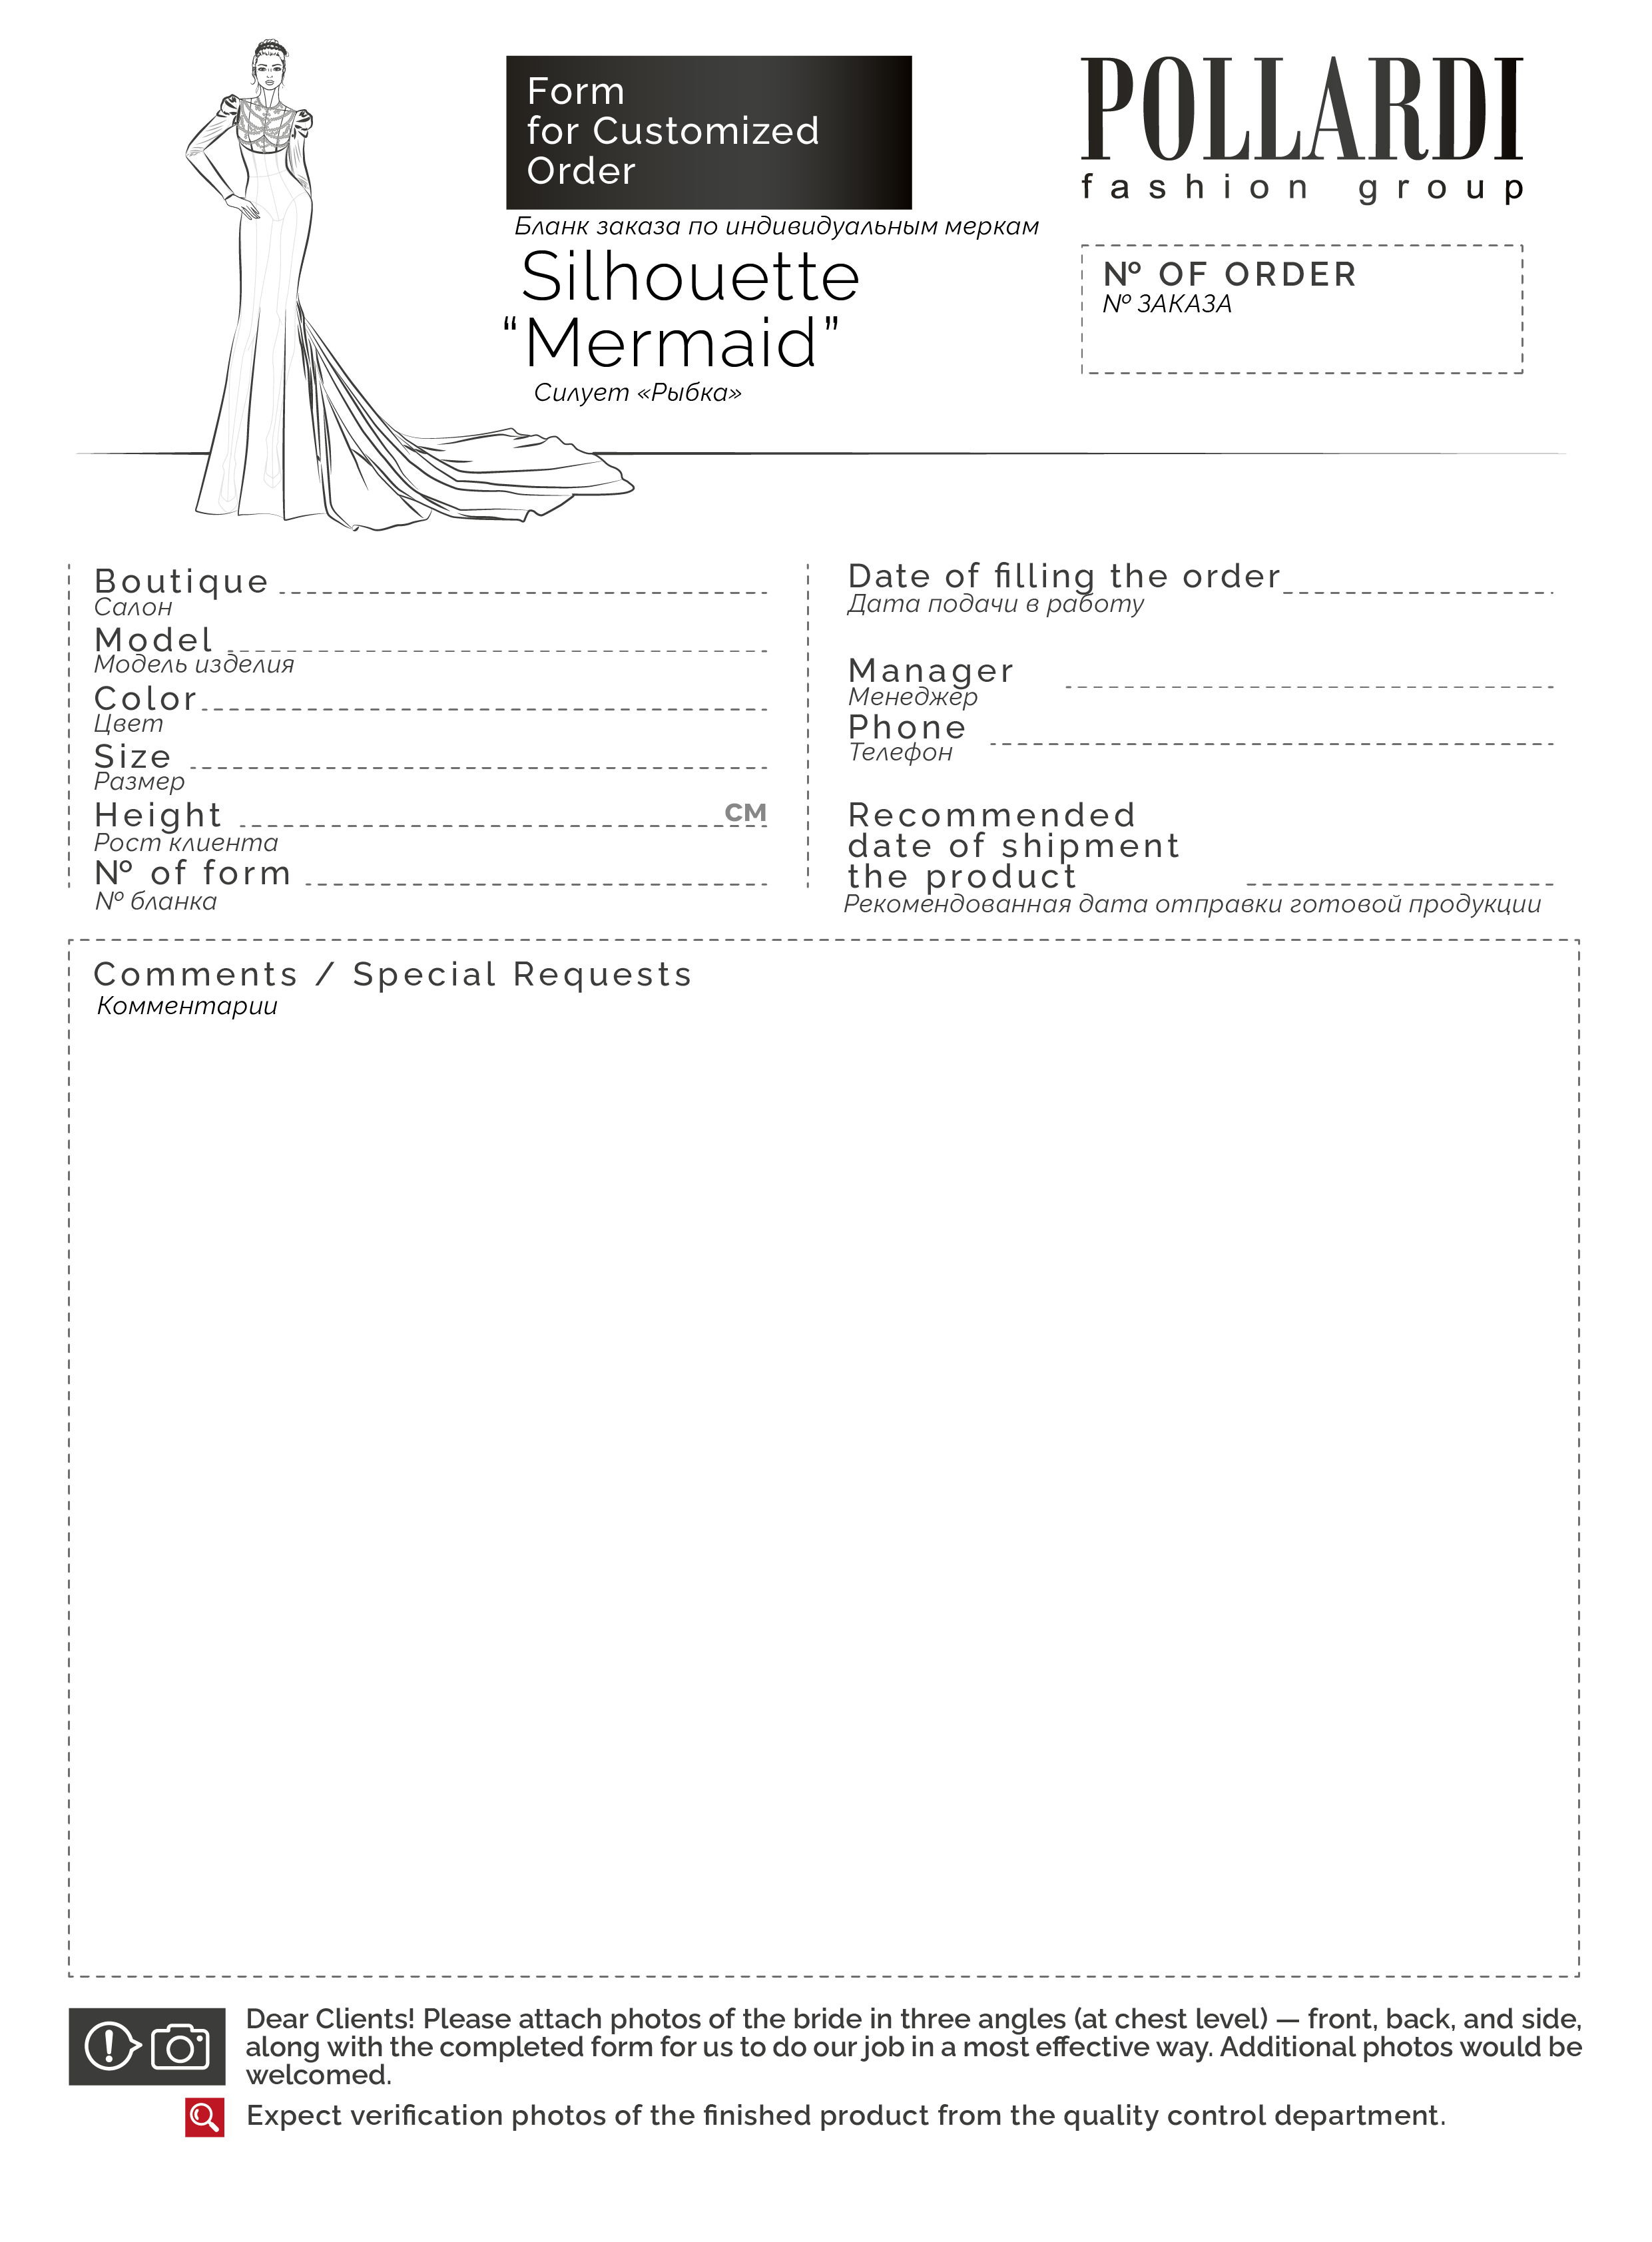 Form
for Customized
Order
Бланк заказа по индивидуальным меркам
Silhouette
“Mermaid”
Силует «Рыбка»
POLLARDI
fashion group
Nº OF ORDER
Nº ЗАКАЗА
Boutique
Салон
Model
Модель изделия
Color
Цвет
Size
Размер
Height см
Рост клиента
Nº of form
Nº бланка
Date of filling the order
Дата подачи в работу
Manager
Менеджер
Phone
Телефон
Recommended
date of shipment
the product
Рекомендованная дата отправки готовой продукции
Comments / Special Requests
Комментарии
Dear Clients! Please attach photos of the bride in three angles (at chest level) — front, back, and side,
along with the completed form for us to do our job in a most effective way. Additional photos would be
welcomed.
Expect verification photos of the finished product from the quality control department.